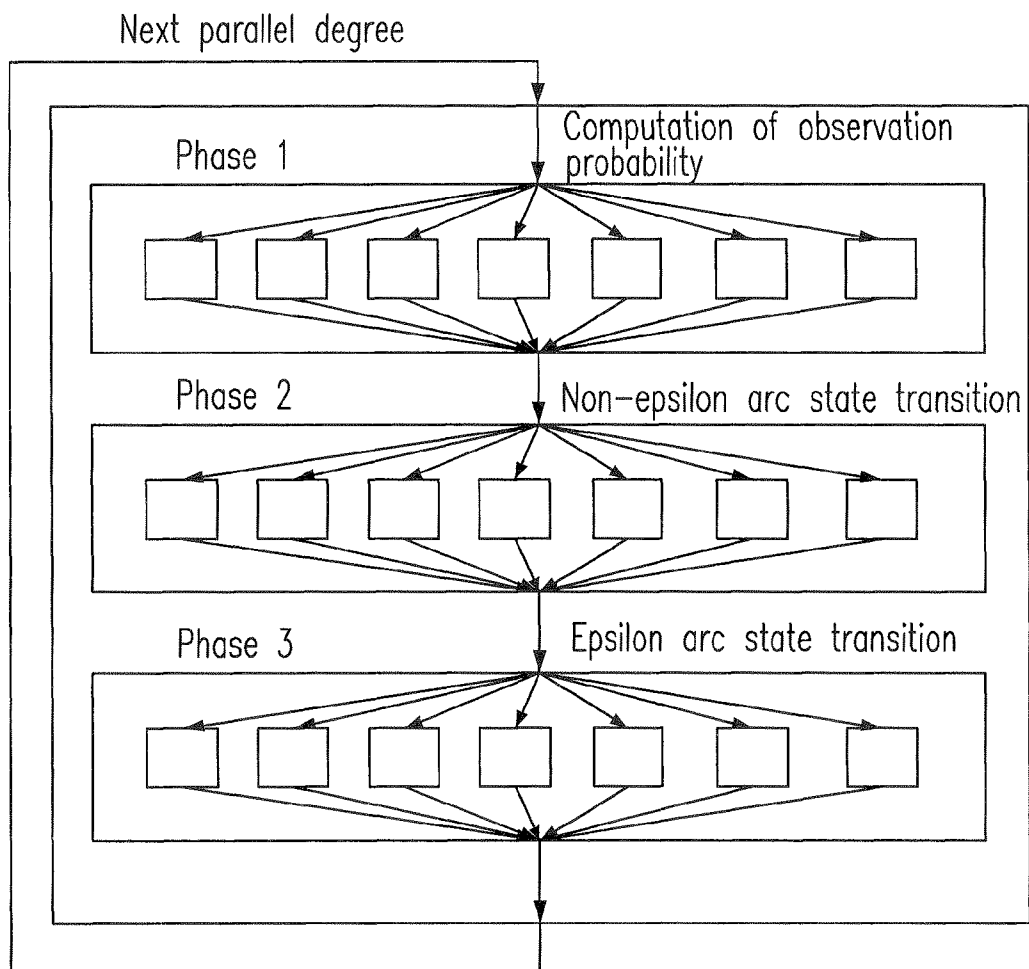 Next parallel degree
Computation of observation
probability
Phase 1
Phase 2
Non-epsilon arc state transition
Phase 3
Epsilon arc state transition